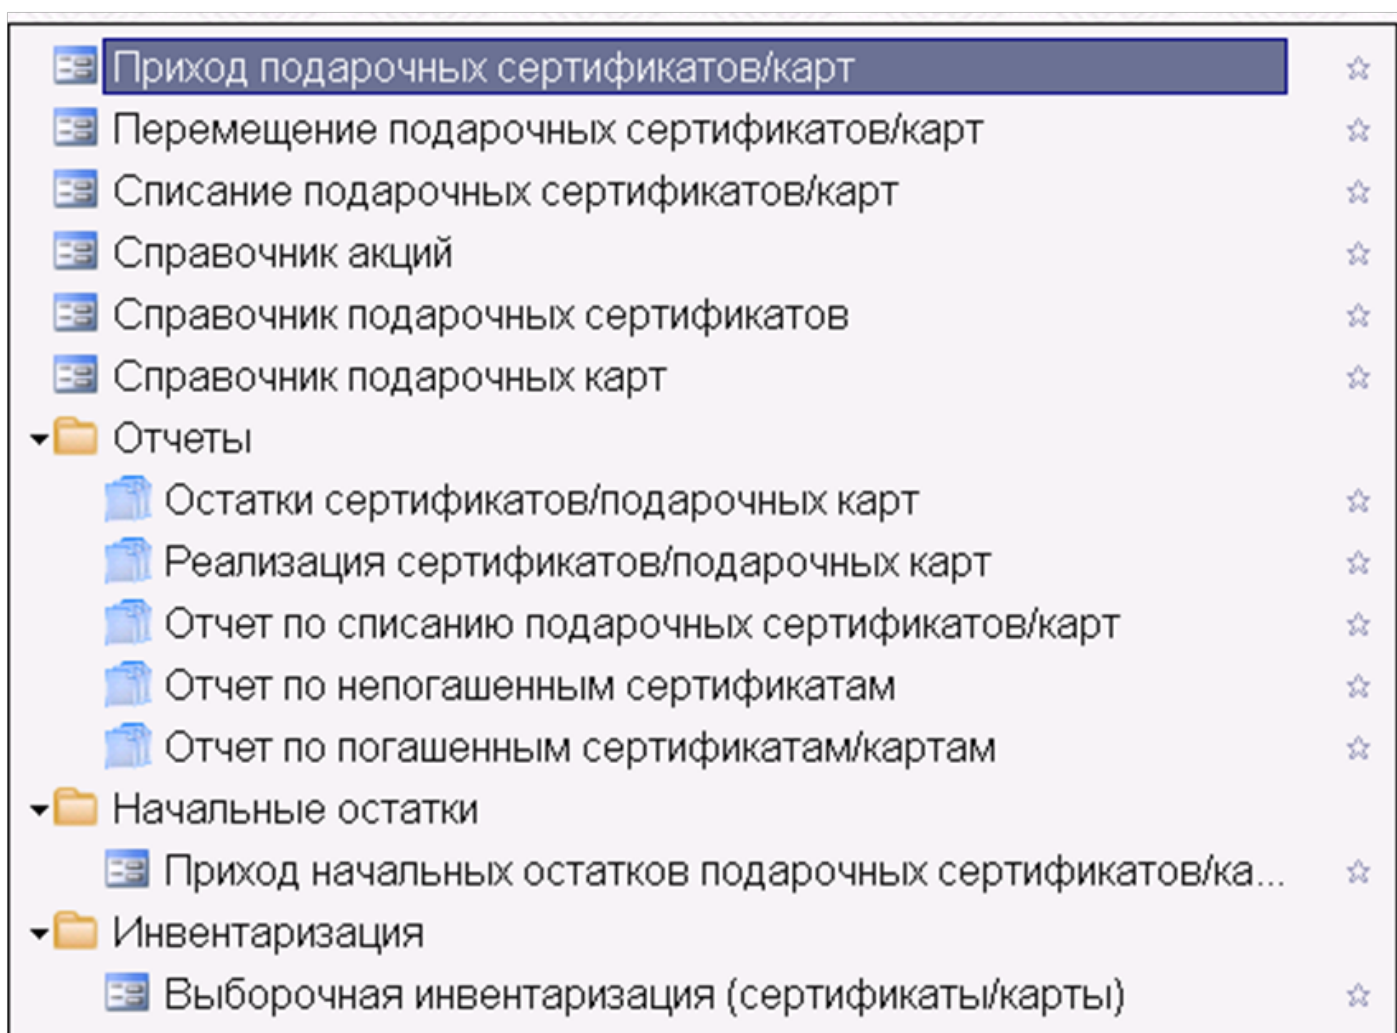 Приход подарочных сертификатов/карт
Перемещение подарочных сертификатов/карт
Списание подарочных сертификатов/карт
Справочник акций
Справочник подарочных сертификатов
Справочник подарочных карт
Отчеты
Остатки сертификатов/подарочных карт
Реализация сертификатов/подарочных карт
Отчет по списанию подарочных сертификатов/карт
Отчет по непогашенным сертификатам
Отчет по погашенным сертификатам/картам
Начальные остатки
Приход начальных остатков подарочных сертификатов/ка...
Инвентаризация
Выборочная инвентаризация (сертификаты/карты)